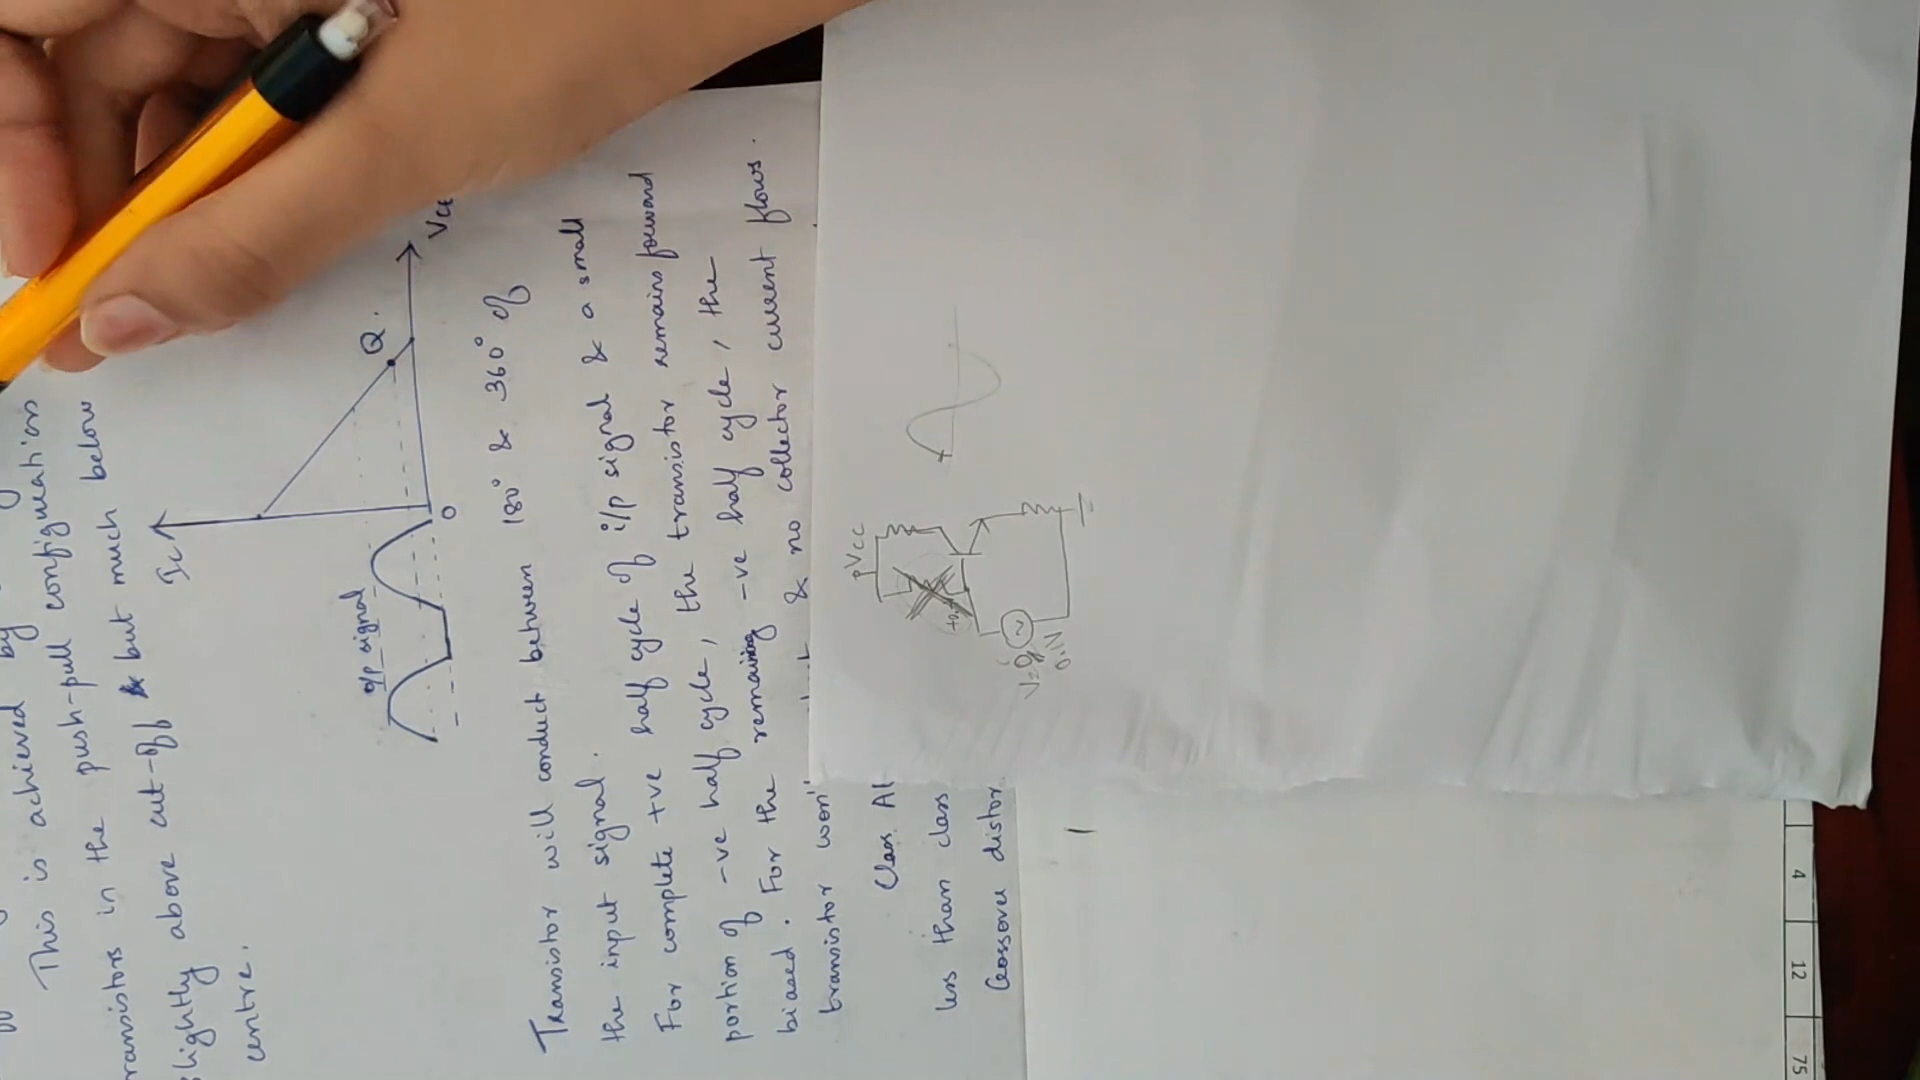 This is achieved by
transistors in the push-pull configuration
slightly above cut-off but much below
centre.
Ic
Q.
VCE
O
o/p signal
Transistor will conduct between 180° & 360° of
the input signal.
For complete +ve half cycle of i/p signal & a small
portion of -ve half cycle, the transistor remains forward
biased. For the remaining -ve half cycle, the
transistor won' & no collector current flows.
Class A
less than class
Crossover distor
VCC
0.1V
4
12
75